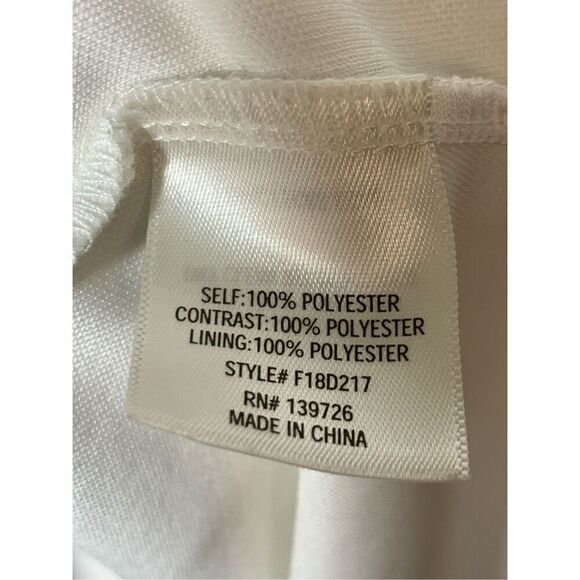 SELF:100% POLYESTER
CONTRAST:100% POLYESTER
LINING:100% POLYESTER
STYLE# F18D217
RN# 139726
MADE IN CHINA